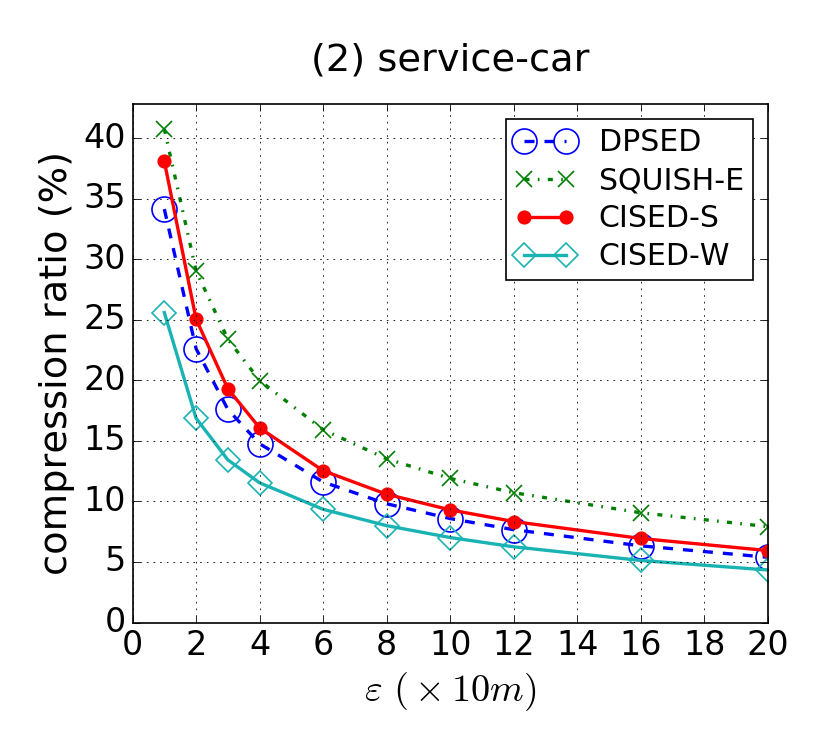 (2) service-car
compression ratio (%)
40
35
30
25
20
15
10
5
0
DPSED
SQUISH-E
CISED-S
CISED-W
0 2 4 6 8 10 12 14 16 18 20
ε (×10m)